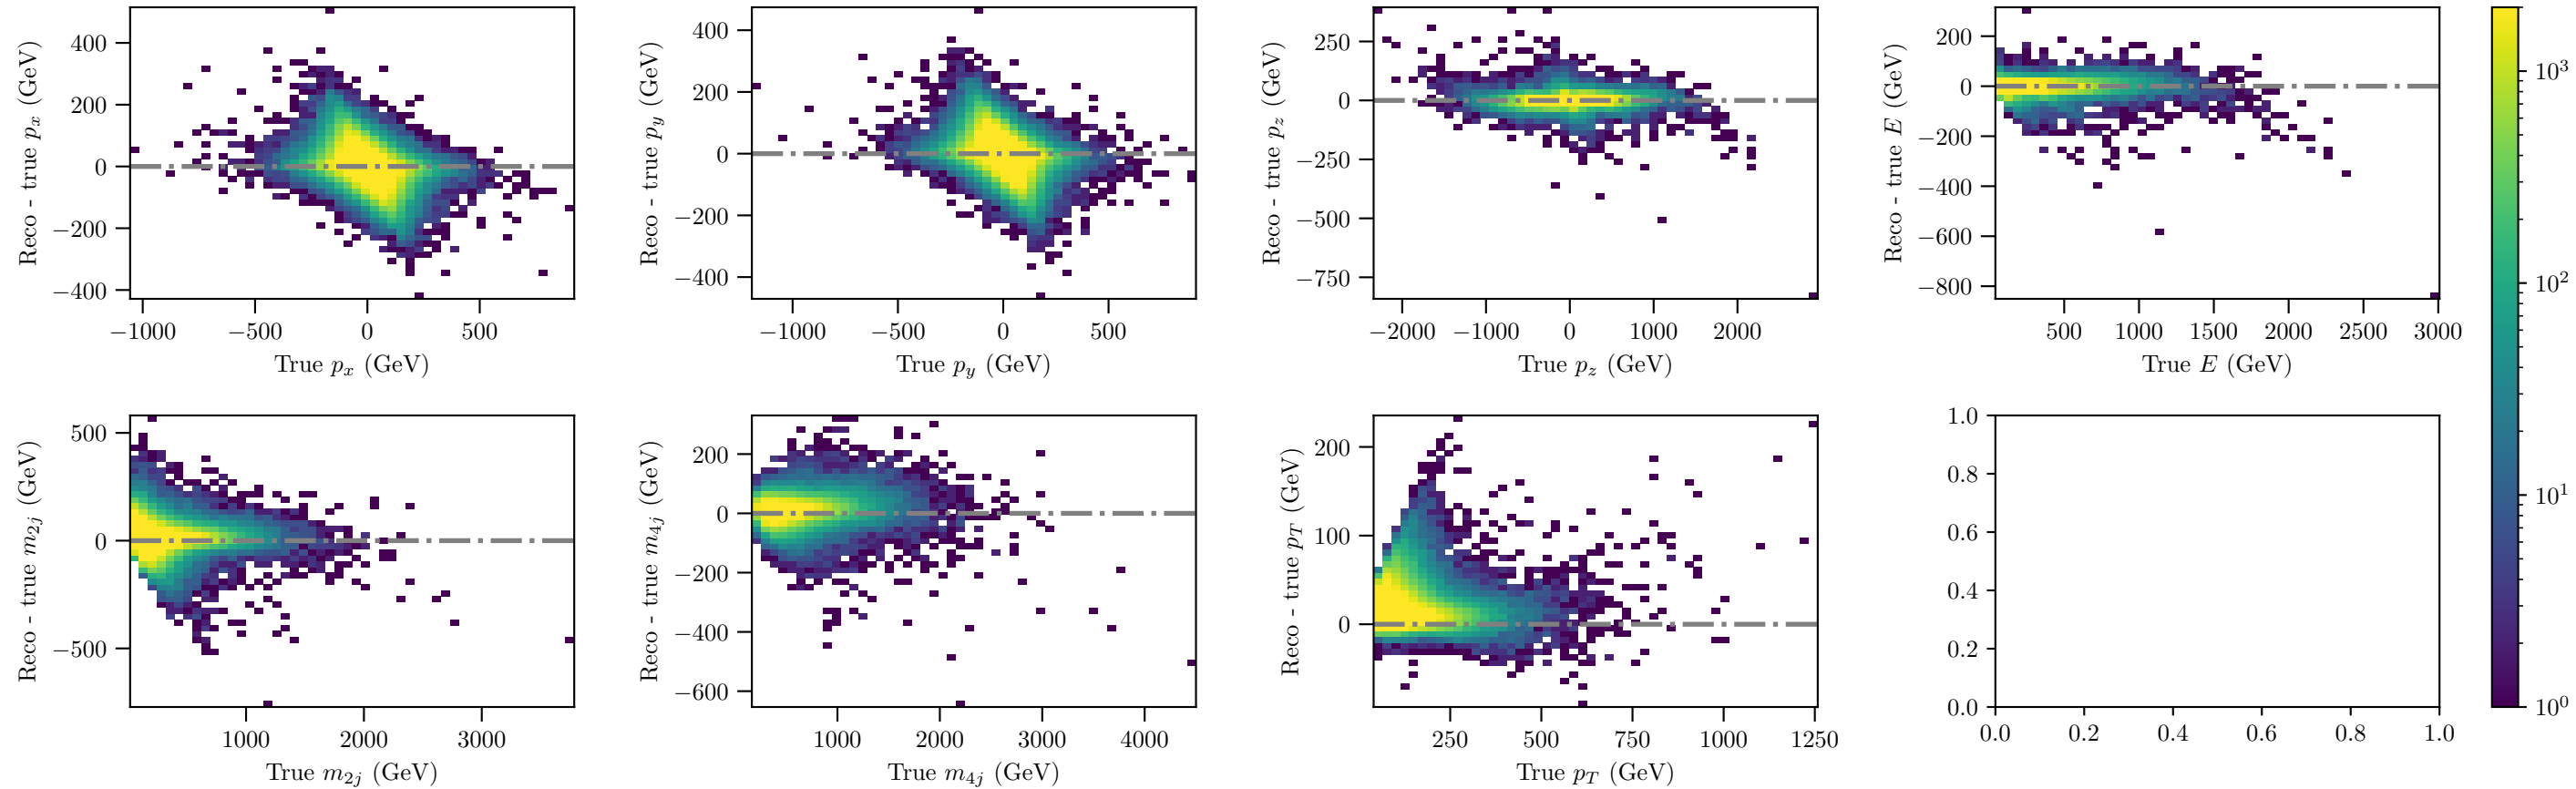 400
200
0
−200
−400
Reco - true p_x (GeV)
−1000 −500 0 500
True p_x (GeV)
400
200
0
−200
−400
Reco - true p_y (GeV)
−1000 −500 0 500
True p_y (GeV)
250
0
−250
−500
−750
Reco - true p_z (GeV)
−2000 −1000 0 1000 2000
True p_z (GeV)
200
0
−200
−400
−600
−800
Reco - true E (GeV)
500 1000 1500 2000 2500 3000
True E (GeV)
10^3
10^2
10^1
10^0
500
0
−500
Reco - true m_{2j} (GeV)
1000 2000 3000
True m_{2j} (GeV)
200
0
−200
−400
−600
Reco - true m_{4j} (GeV)
1000 2000 3000 4000
True m_{4j} (GeV)
200
100
0
Reco - true p_T (GeV)
250 500 750 1000 1250
True p_T (GeV)
1.0
0.8
0.6
0.4
0.2
0.0
0.0 0.2 0.4 0.6 0.8 1.0